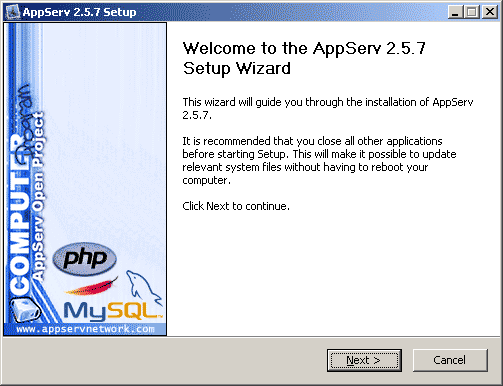 AppServ 2.5.7 Setup
Welcome to the AppServ 2.5.7
Setup Wizard
This wizard will guide you through the installation of AppServ
2.5.7.
It is recommended that you close all other applications
before starting Setup. This will make it possible to update
relevant system files without having to reboot your
computer.
Click Next to continue.
COMPUTER
AppServ Open Project
php
MySQL
www.appservnetwork.com
Next >
Cancel